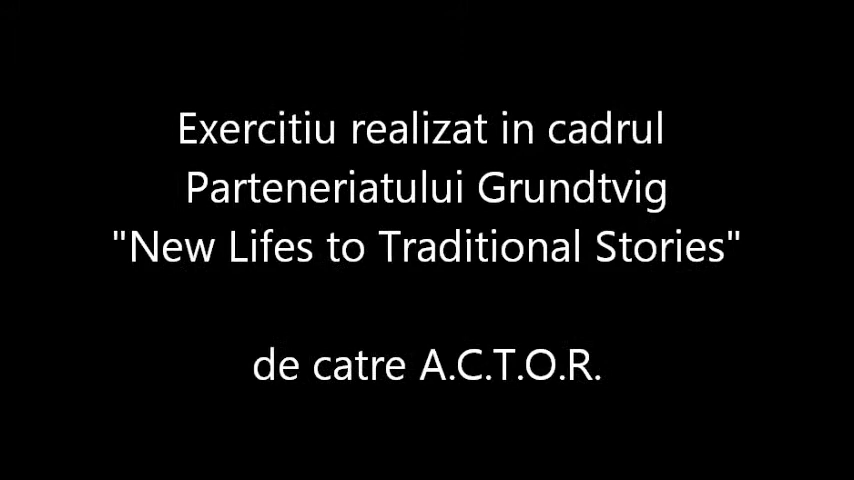 Exercitiu realizat in cadrul
Parteneriatului Grundtvig
"New Lifes to Traditional Stories"
de catre A.C.T.O.R.